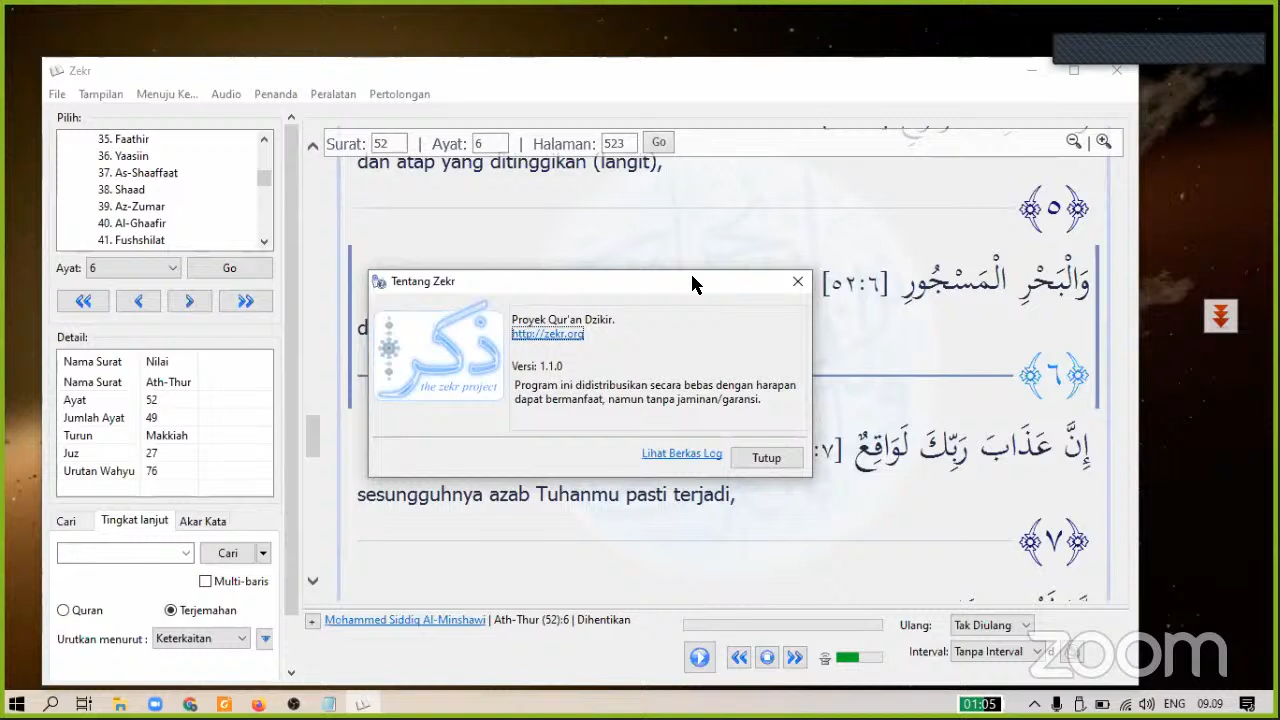 Zekr
File Tampilan Menuju Ke... Audio Penanda Peralatan Pertolongan
Pilih:
35. Faathir
36. Yaasiin
37. As-Shaaffaat
38. Shaad
39. Az-Zumar
40. Al-Ghaafir
41. Fushshilat
Ayat: 6 Go
Detail:
Nama Surat Nilai
Nama Surat Ath-Thur
Ayat 52
Jumlah Ayat 49
Turun Makkiah
Juz 27
Urutan Wahyu 76
Cari Tingkat lanjut Akar Kata
Cari
Multi-baris
Quran Terjemahan
Urutkan menurut : Keterkaitan
Surat: 52 | Ayat: 6 | Halaman: 523 Go
dan atap yang ditinggikan (langit),
﴿٥﴾
وَالْبَحْرِ الْمَسْجُورِ [٥٢:٦]
d
﴿٦﴾
إِنَّ عَذَابَ رَبِّكَ لَوَاقِعٌ
:٧]
sesungguhnya azab Tuhanmu pasti terjadi,
﴿٧﴾
Tentang Zekr
ذكر
the zekr project
Proyek Qur'an Dzikir.
http://zekr.org
Versi: 1.1.0
Program ini didistribusikan secara bebas dengan harapan
dapat bermanfaat, namun tanpa jaminan/garansi.
Lihat Berkas Log Tutup
Mohammed Siddiq Al-Minshawi | Ath-Thur (52):6 | Dihentikan
Ulang: Tak Diulang
Interval: Tanpa Interval
zoom
01:05 ENG 09.09